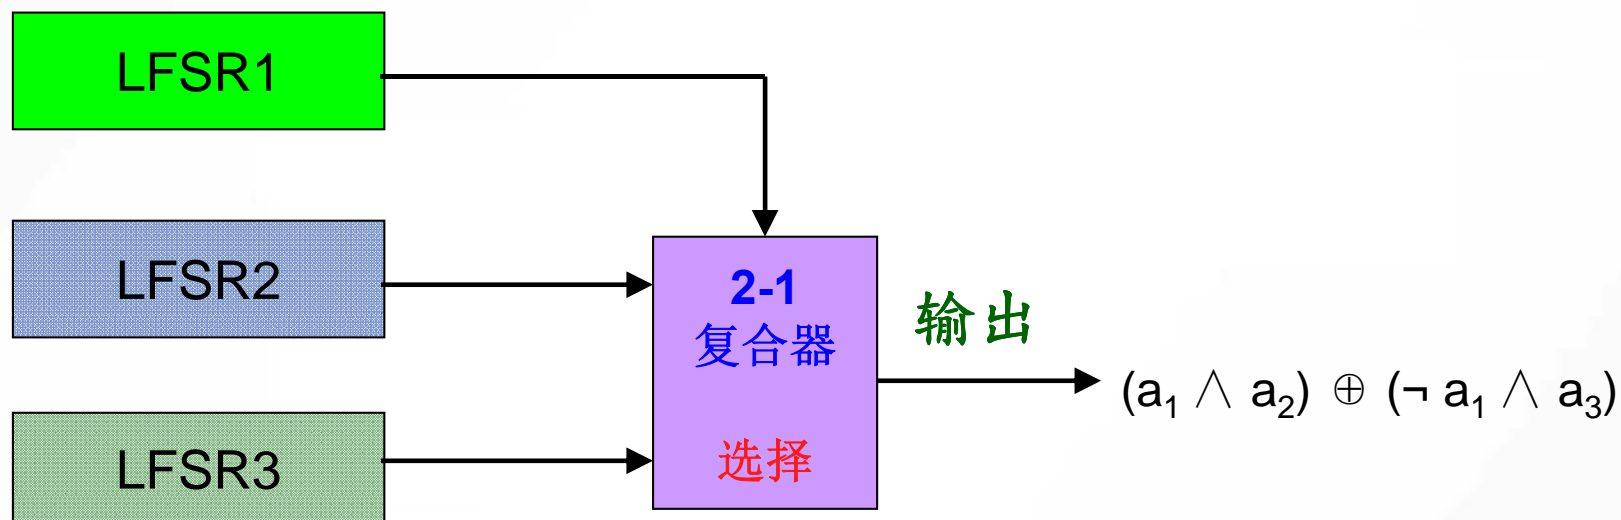 LFSR1
LFSR2
LFSR3
2-1
复合器
选择
输出
(a₁ ∧ a₂) ⊕ (¬ a₁ ∧ a₃)